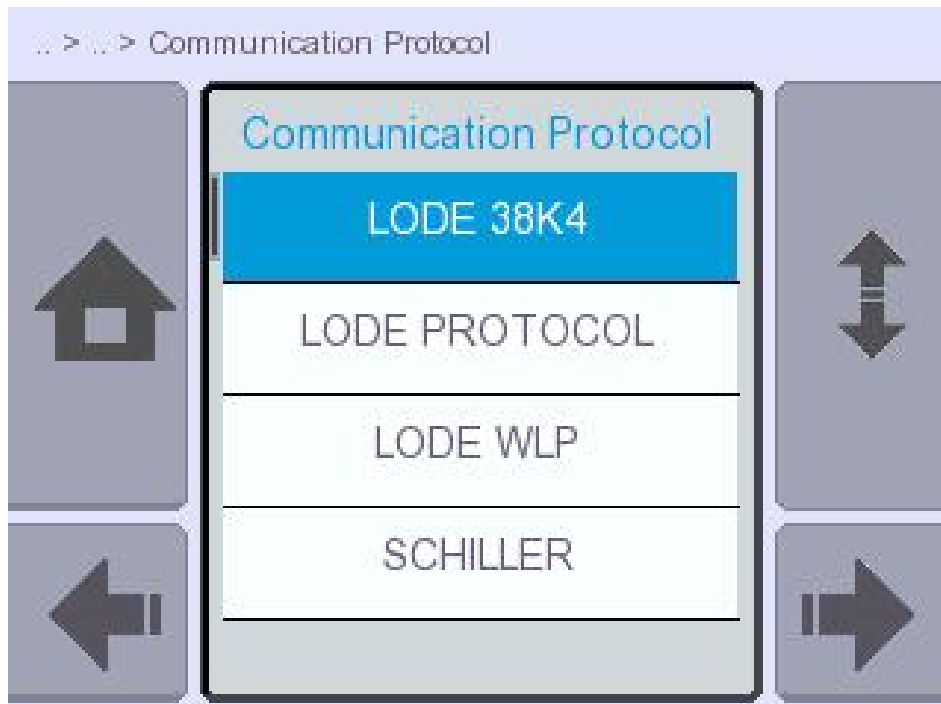 .. > .. > Communication Protocol
Communication Protocol
LODE 38K4
LODE PROTOCOL
LODE WLP
SCHILLER